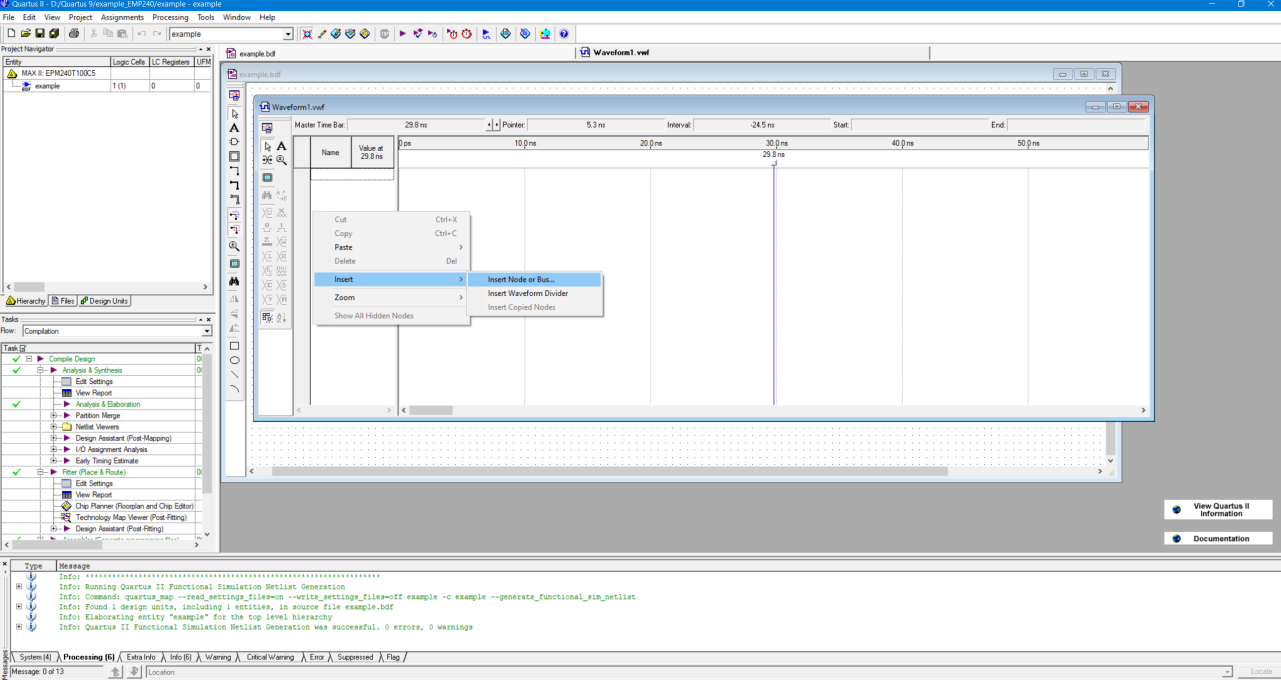 Quartus II - D:/Quartus 9/example_EMP240/example - example
File Edit View Project Assignments Processing Tools Window Help
example
Project Navigator
Entity Logic Cells LC Registers UFM
MAX II: EPM240T100C5
example 1 (1) 0 0
Hierarchy Files Design Units
Tasks
Flow: Compilation
Task
Compile Design
Analysis & Synthesis
Edit Settings
View Report
Analysis & Elaboration
Partition Merge
Netlist Viewers
Design Assistant (Post-Mapping)
I/O Assignment Analysis
Early Timing Estimate
Fitter (Place & Route)
Edit Settings
View Report
Chip Planner (Floorplan and Chip Editor)
Technology Map Viewer (Post-Fitting)
Design Assistant (Post-Fitting)
example.bdf Waveform1.vwf
example.bdf
Waveform1.vwf
Master Time Bar: 29.8 ns Pointer: 5.3 ns Interval: -24.5 ns Start: End:
Name Value at
29.8 ns
0 ps 10.0 ns 20.0 ns 30.0 ns 40.0 ns 50.0 ns
29.8 ns
Cut Ctrl+X
Copy Ctrl+C
Paste
Delete Del
Insert
Zoom
Show All Hidden Nodes
Insert Node or Bus...
Insert Waveform Divider
Insert Copied Nodes
View Quartus II
Information
Documentation
Type Message
Info: *******************************************************************
Info: Running Quartus II Functional Simulation Netlist Generation
Info: Command: quartus_map --read_settings_files=on --write_settings_files=off example -c example --generate_functional_sim_netlist
Info: Found 1 design units, including 1 entities, in source file example.bdf
Info: Elaborating entity "example" for the top level hierarchy
Info: Quartus II Functional Simulation Netlist Generation was successful. 0 errors, 0 warnings
System (4) Processing (6) Extra Info Info (6) Warning Critical Warning Error Suppressed Flag
Messages
Message: 0 of 13 Location: Locate